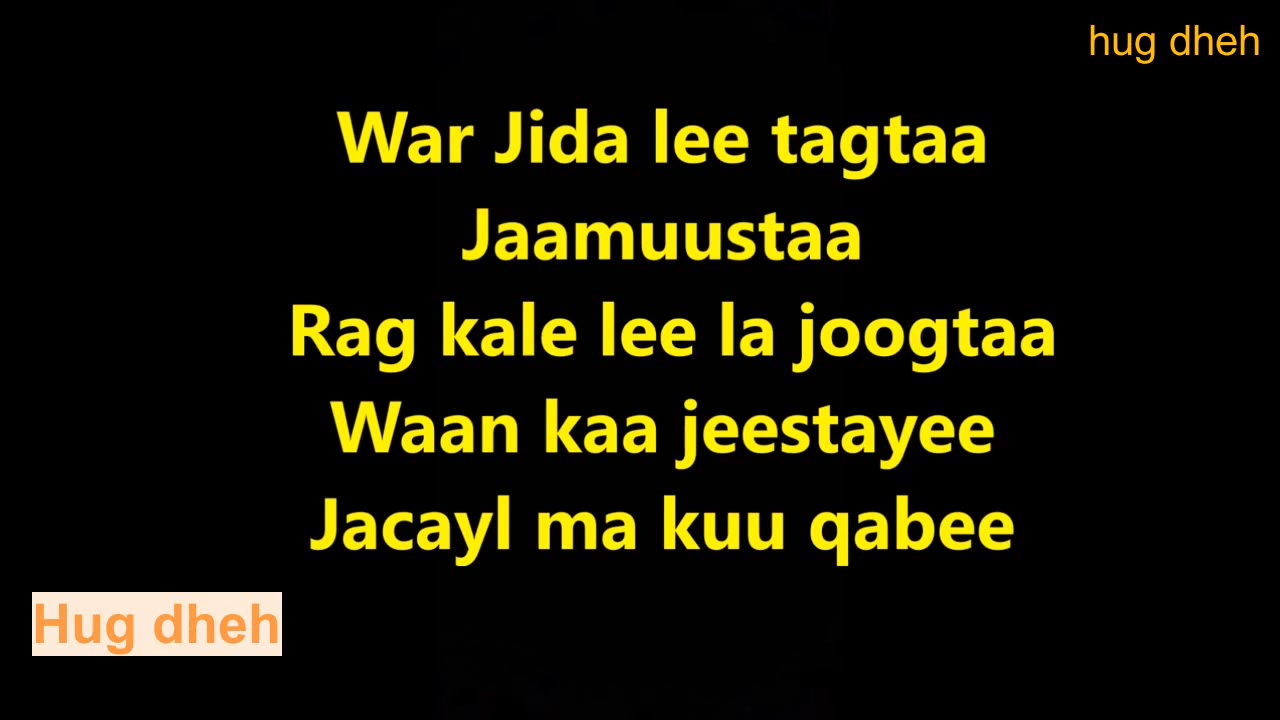 hug dheh
War Jida lee tagtaa
Jaamuustaa
Rag kale lee la joogtaa
Waan kaa jeestayee
Jacayl ma kuu qabee
Hug dheh